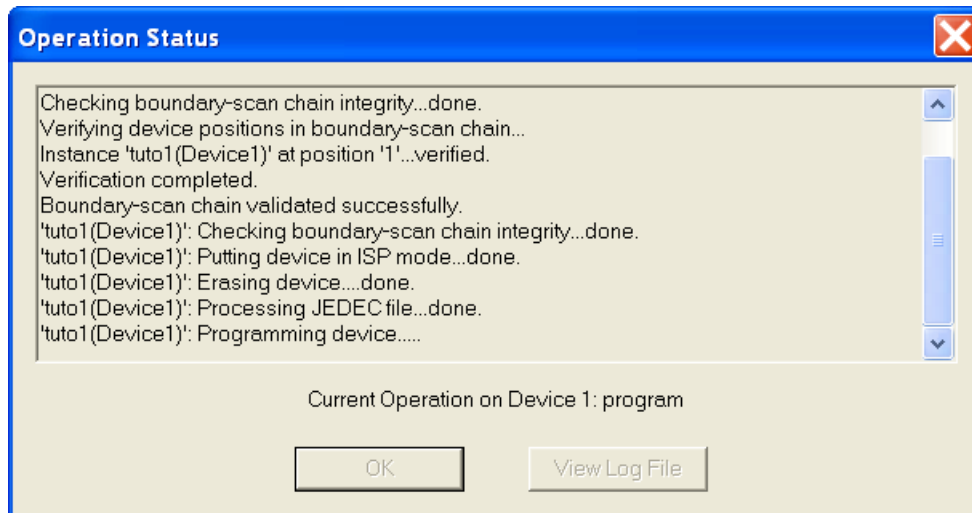 Operation Status
Checking boundary-scan chain integrity...done.
Verifying device positions in boundary-scan chain...
Instance 'tuto1(Device1)' at position '1'...verified.
Verification completed.
Boundary-scan chain validated successfully.
'tuto1(Device1)': Checking boundary-scan chain integrity...done.
'tuto1(Device1)': Putting device in ISP mode...done.
'tuto1(Device1)': Erasing device....done.
'tuto1(Device1)': Processing JEDEC file...done.
'tuto1(Device1)': Programming device.....
Current Operation on Device 1: program
OK
View Log File